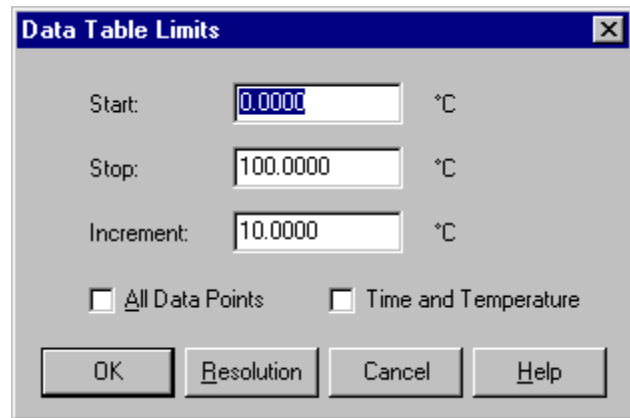 Data Table Limits
Start: 0.0000 °C
Stop: 100.0000 °C
Increment: 10.0000 °C
All Data Points Time and Temperature
OK Resolution Cancel Help